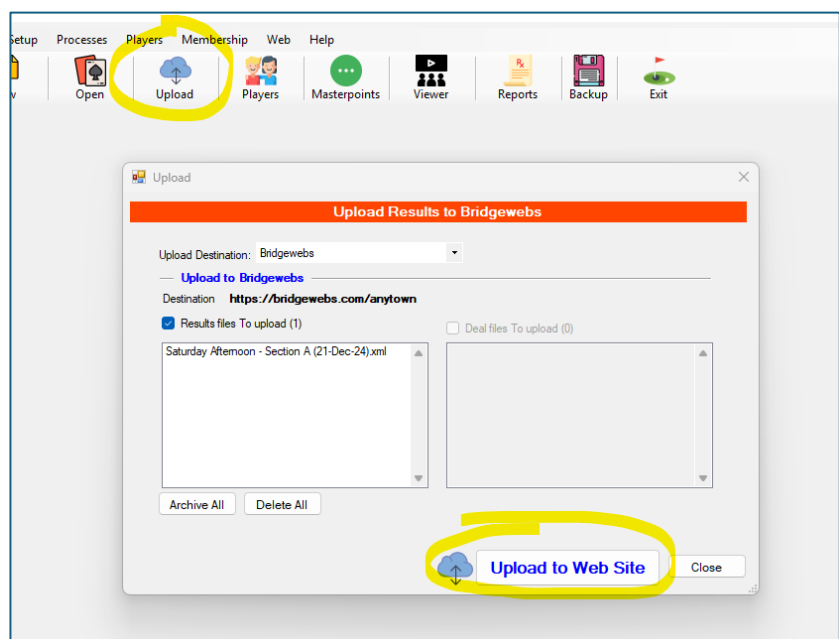 Setup Processes Players Membership Web Help
Open Upload Players Masterpoints Viewer Reports Backup Exit
Upload
Upload Results to Bridgewebs
Upload Destination: Bridgewebs
Upload to Bridgewebs
Destination https://bridgewebs.com/anytown
Results files To upload (1) Deal files To upload (0)
Saturday Afternoon - Section A (21-Dec-24).xml
Archive All Delete All
Upload to Web Site Close